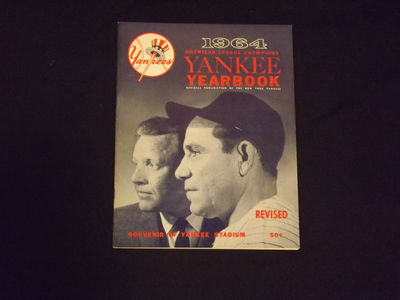 Yankees
1964
AMERICAN LEAGUE CHAMPIONS
YANKEE
YEARBOOK
OFFICIAL PUBLICATION OF THE NEW YORK YANKEES
REVISED
SOUVENIR OF YANKEE STADIUM 50c